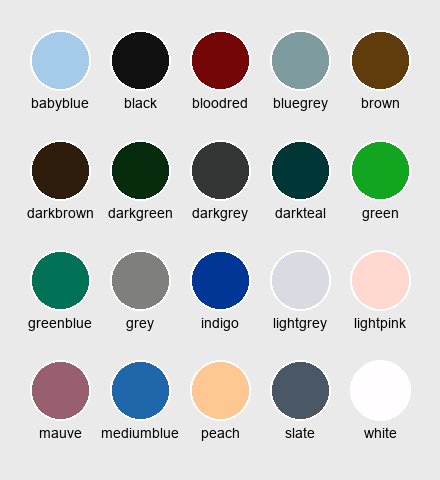 babyblue black bloodred bluegrey brown
darkbrown darkgreen darkgrey darkteal green
greenblue grey indigo lightgrey lightpink
mauve mediumblue peach slate white